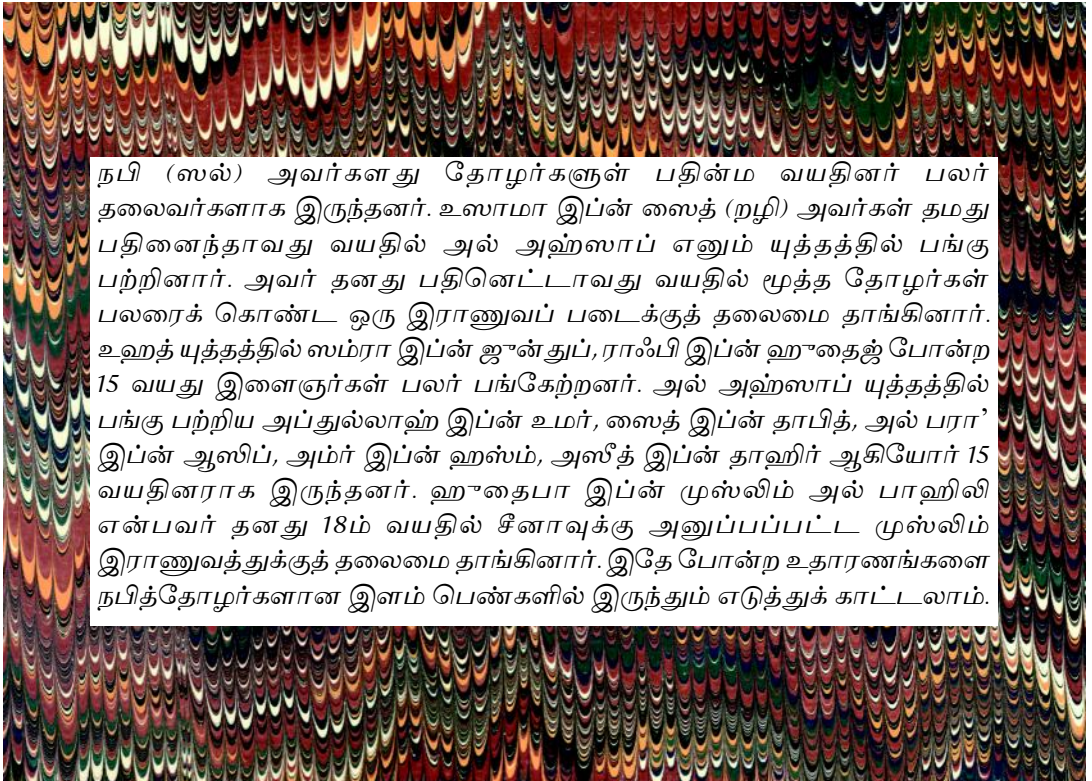 நபி (ஸல்) அவர்களது தோழர்களுள் பதின்ம வயதினர் பலர்
தலைவர்களாக இருந்தனர். உஸாமா இப்ன் ஸைத் (றழி) அவர்கள் தமது
பதினைந்தாவது வயதில் அல் அஹ்ஸாப் எனும் யுத்தத்தில் பங்கு
பற்றினார். அவர் தனது பதினெட்டாவது வயதில் மூத்த தோழர்கள்
பலரைக் கொண்ட ஒரு இராணுவப் படைக்குத் தலைமை தாங்கினார்.
உஹத் யுத்தத்தில் ஸம்ரா இப்ன் ஜுன்துப், ராஃபி இப்ன் ஹுதைஜ் போன்ற
15 வயது இளைஞர்கள் பலர் பங்கேற்றனர். அல் அஹ்ஸாப் யுத்தத்தில்
பங்கு பற்றிய அப்துல்லாஹ் இப்ன் உமர், ஸைத் இப்ன் தாபித், அல் பரா’
இப்ன் ஆஸிப், அம்ர் இப்ன் ஹஸ்ம், அஸீத் இப்ன் தாஹிர் ஆகியோர் 15
வயதினராக இருந்தனர். ஹுதைபா இப்ன் முஸ்லிம் அல் பாஹிலி
என்பவர் தனது 18ம் வயதில் சீனாவுக்கு அனுப்பப்பட்ட முஸ்லிம்
இராணுவத்துக்குத் தலைமை தாங்கினார். இதே போன்ற உதாரணங்களை
நபித்தோழர்களான இளம் பெண்களில் இருந்தும் எடுத்துக் காட்டலாம்.